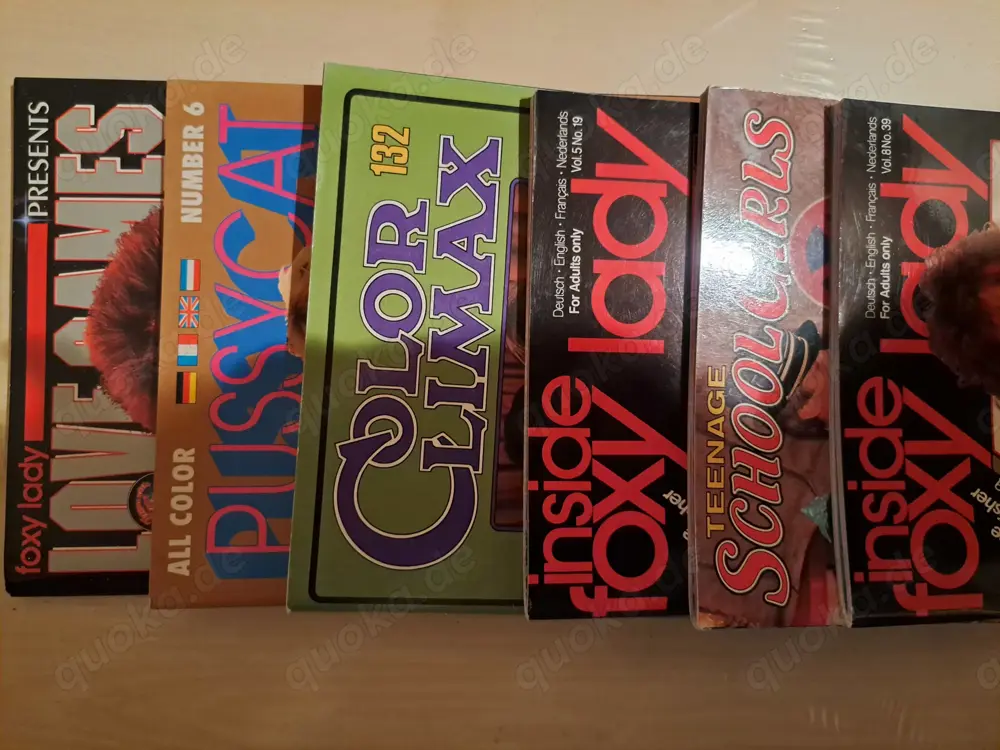 foxy lady PRESENTS
LOVE GAMES
ALL COLOR NUMBER 6
PUSSYCAT
132
COLOR
CLIMAX
Deutsch · English · Français · Nederlands
For Adults only Vol.5 No.19
inside
foxy lady
TEENAGE
SCHOOLGIRLS
Deutsch · English · Français · Nederlands
For Adults only Vol.8 No.39
inside
foxy lady
quoka.de